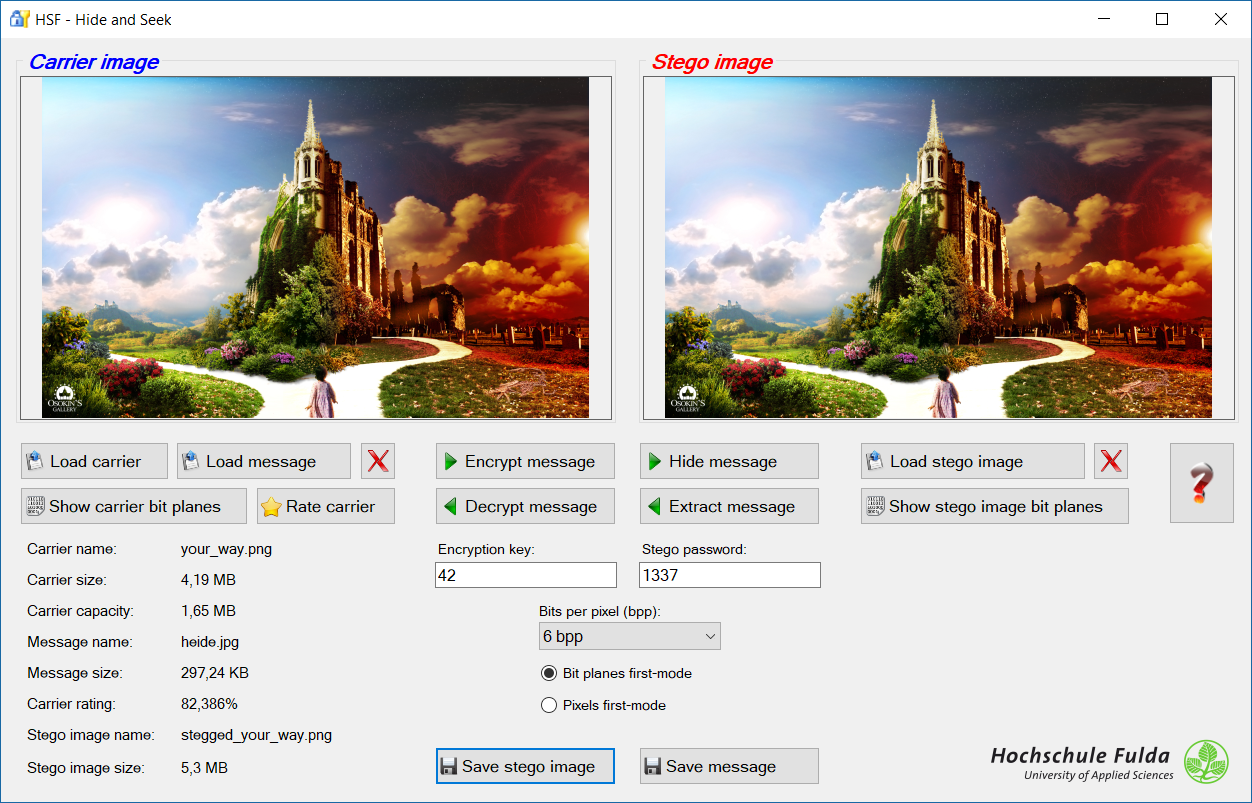 HSF - Hide and Seek
Carrier image
Stego image
OSOKIN'S
GALLERY
OSOKIN'S
GALLERY
Load carrier
Load message
Encrypt message
Hide message
Load stego image
Show carrier bit planes
Rate carrier
Decrypt message
Extract message
Show stego image bit planes
Carrier name: your_way.png
Carrier size: 4,19 MB
Carrier capacity: 1,65 MB
Message name: heide.jpg
Message size: 297,24 KB
Carrier rating: 82,386%
Stego image name: stegged_your_way.png
Stego image size: 5,3 MB
Encryption key:
42
Stego password:
1337
Bits per pixel (bpp):
6 bpp
Bit planes first-mode
Pixels first-mode
Save stego image
Save message
Hochschule Fulda
University of Applied Sciences